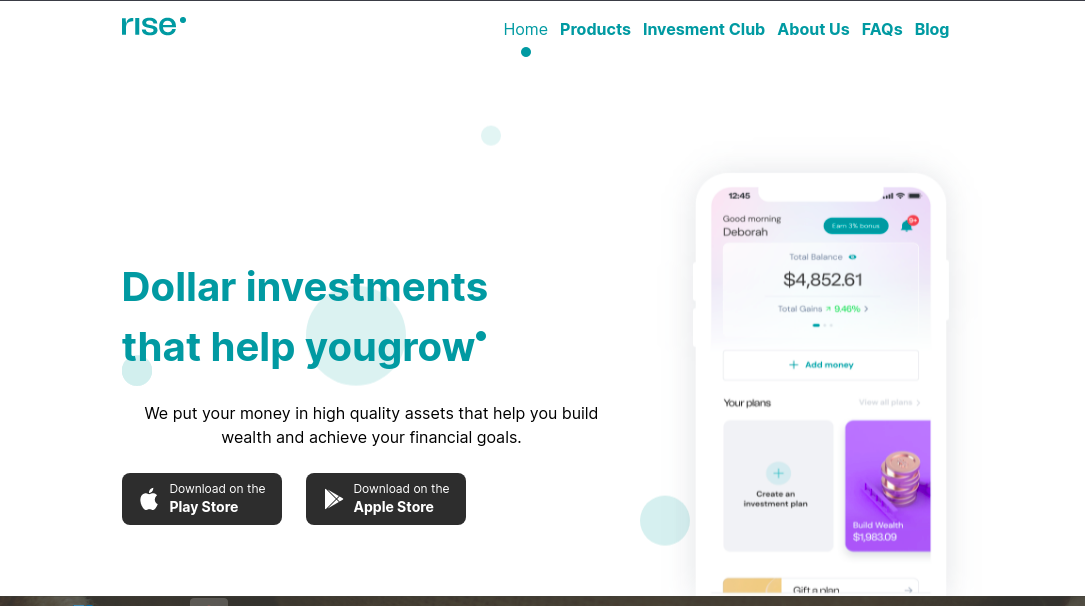 rise
Home Products Invesment Club About Us FAQs Blog
Dollar investments
that help yougrow
We put your money in high quality assets that help you build
wealth and achieve your financial goals.
Download on the
Play Store
Download on the
Apple Store
12:45
Good morning
Deborah
Earn 3% bonus
9+
Total Balance
$4,852.61
Total Gains 9.46%
Add money
Your plans
View all plans
Create an
investment plan
Build Wealth
$1,983.09
Gift a plan